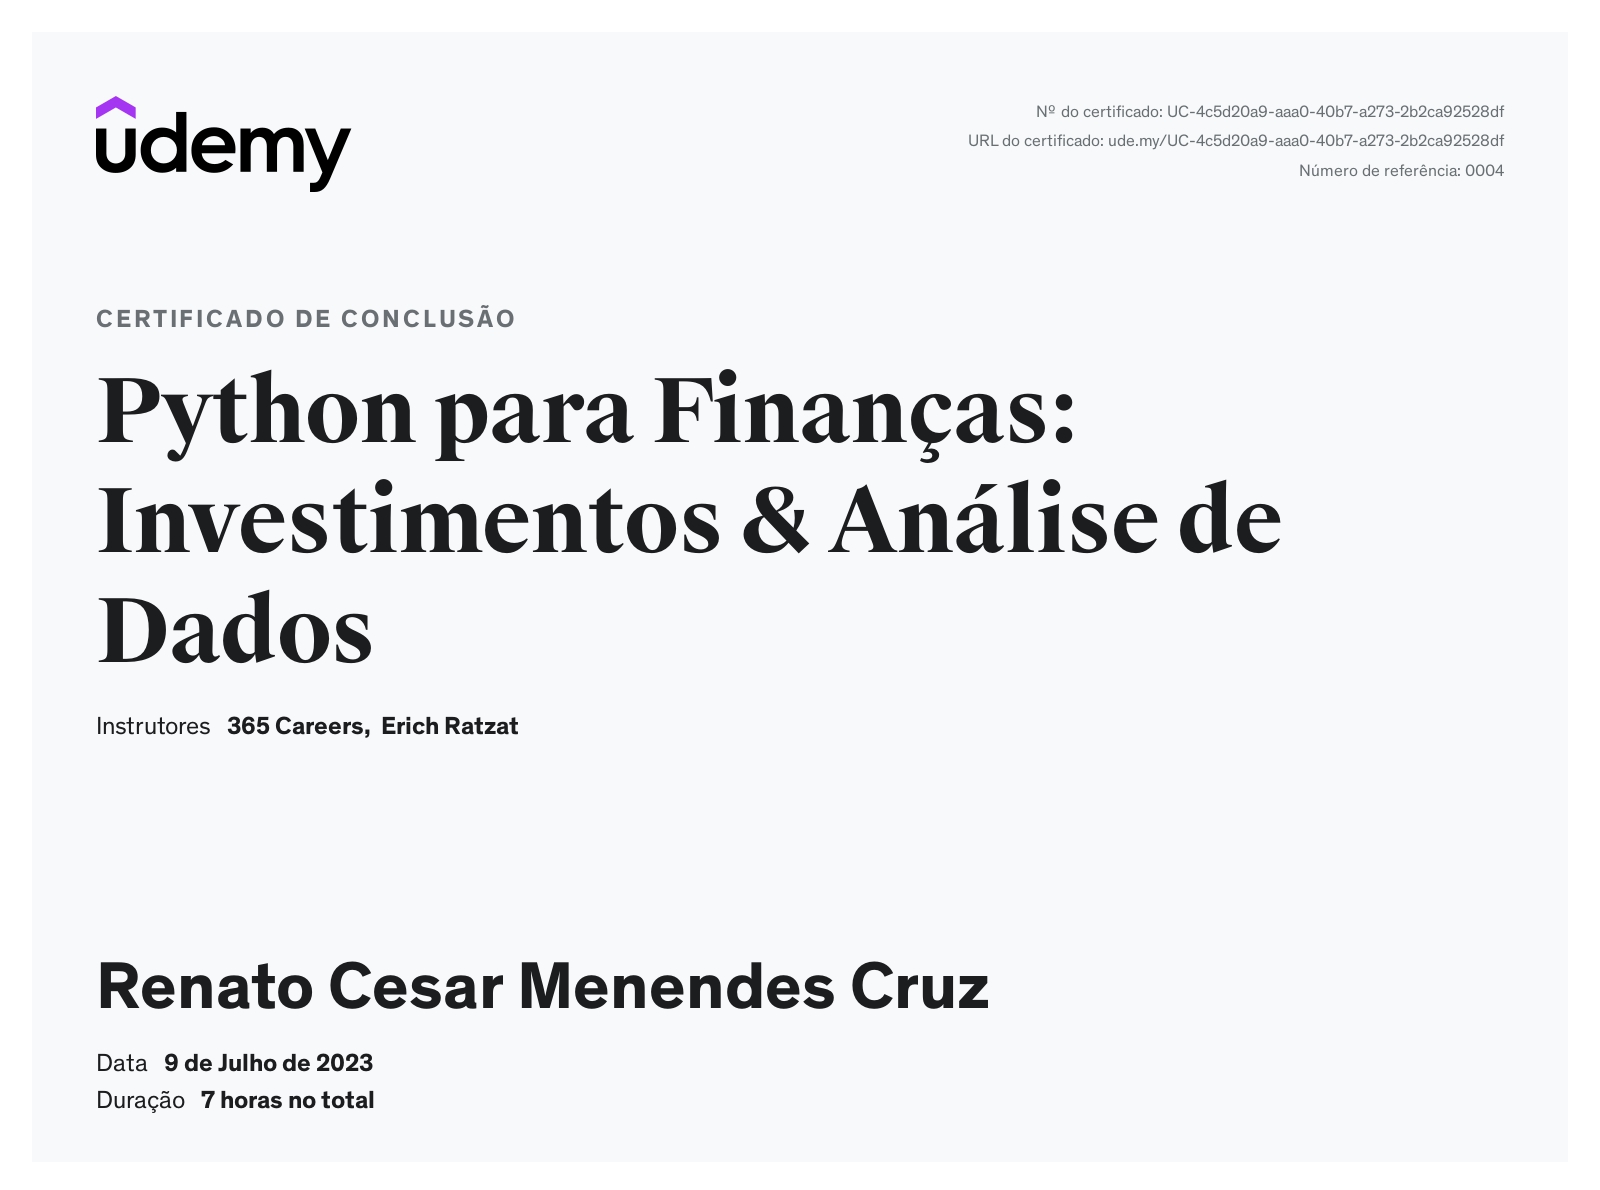 udemy
Nº do certificado: UC-4c5d20a9-aaa0-40b7-a273-2b2ca92528df
URL do certificado: ude.my/UC-4c5d20a9-aaa0-40b7-a273-2b2ca92528df
Número de referência: 0004
CERTIFICADO DE CONCLUSÃO
Python para Finanças:
Investimentos & Análise de
Dados
Instrutores 365 Careers, Erich Ratzat
Renato Cesar Menendes Cruz
Data 9 de Julho de 2023
Duração 7 horas no total